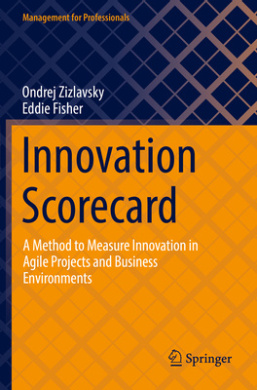 Management for Professionals
Ondrej Zizlavsky
Eddie Fisher
Innovation
Scorecard
A Method to Measure Innovation in
Agile Projects and Business
Environments
Springer